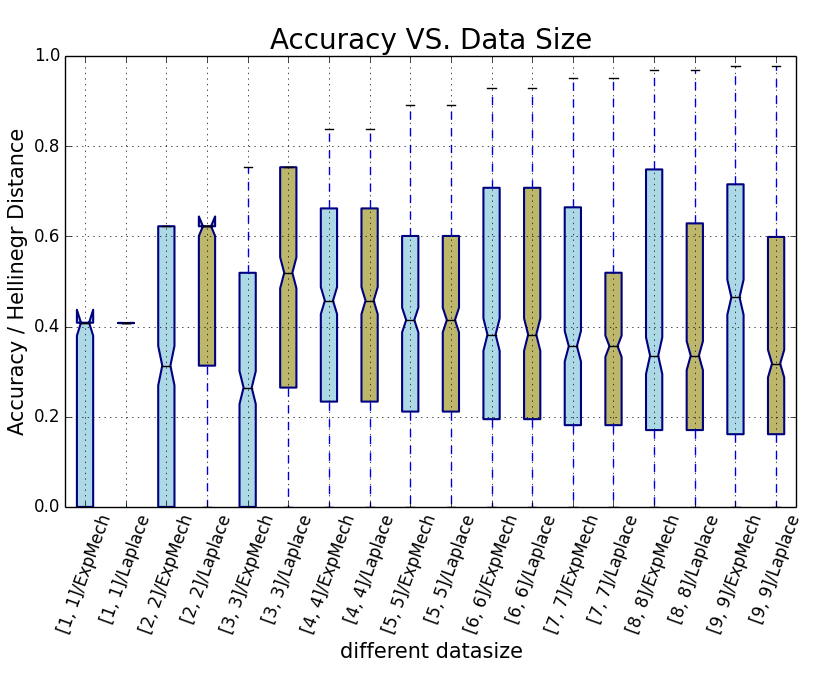 Accuracy VS. Data Size
Accuracy / Hellinegr Distance
1.0
0.8
0.6
0.4
0.2
0.0
[1, 1]/ExpMech
[1, 1]/Laplace
[2, 2]/ExpMech
[2, 2]/Laplace
[3, 3]/ExpMech
[3, 3]/Laplace
[4, 4]/ExpMech
[4, 4]/Laplace
[5, 5]/ExpMech
[5, 5]/Laplace
[6, 6]/ExpMech
[6, 6]/Laplace
[7, 7]/ExpMech
[7, 7]/Laplace
[8, 8]/ExpMech
[8, 8]/Laplace
[9, 9]/ExpMech
[9, 9]/Laplace
different datasize